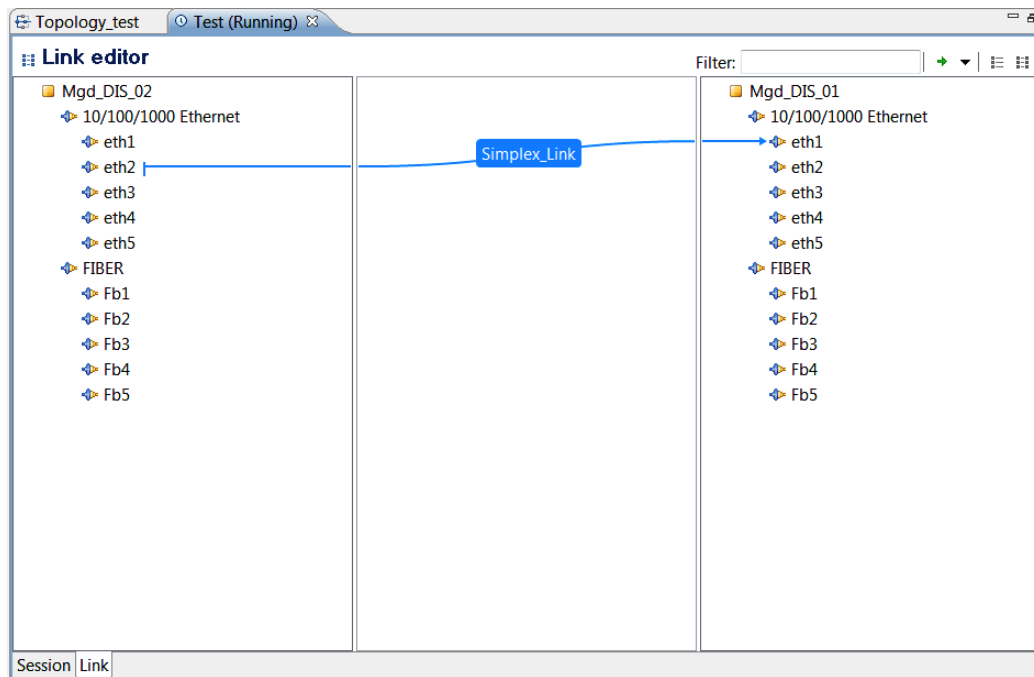 Topology_test
Test (Running)
Link editor
Filter:
Mgd_DIS_02
10/100/1000 Ethernet
eth1
eth2
eth3
eth4
eth5
FIBER
Fb1
Fb2
Fb3
Fb4
Fb5
Simplex_Link
Mgd_DIS_01
10/100/1000 Ethernet
eth1
eth2
eth3
eth4
eth5
FIBER
Fb1
Fb2
Fb3
Fb4
Fb5
Session
Link